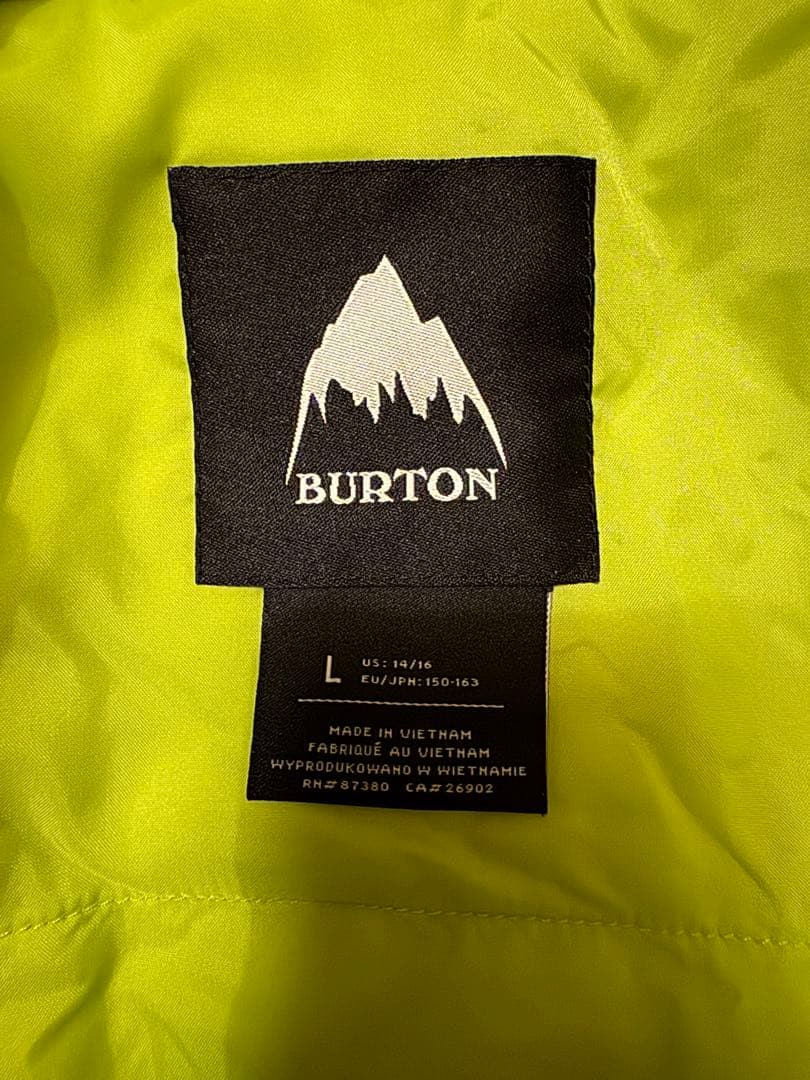 BURTON
L US: 14/16
EU/JPN: 150-163
MADE IN VIETNAM
FABRIQUÉ AU VIETNAM
WYPRODUKOWANO W WIETNAMIE
RN# 87380 CA# 26902